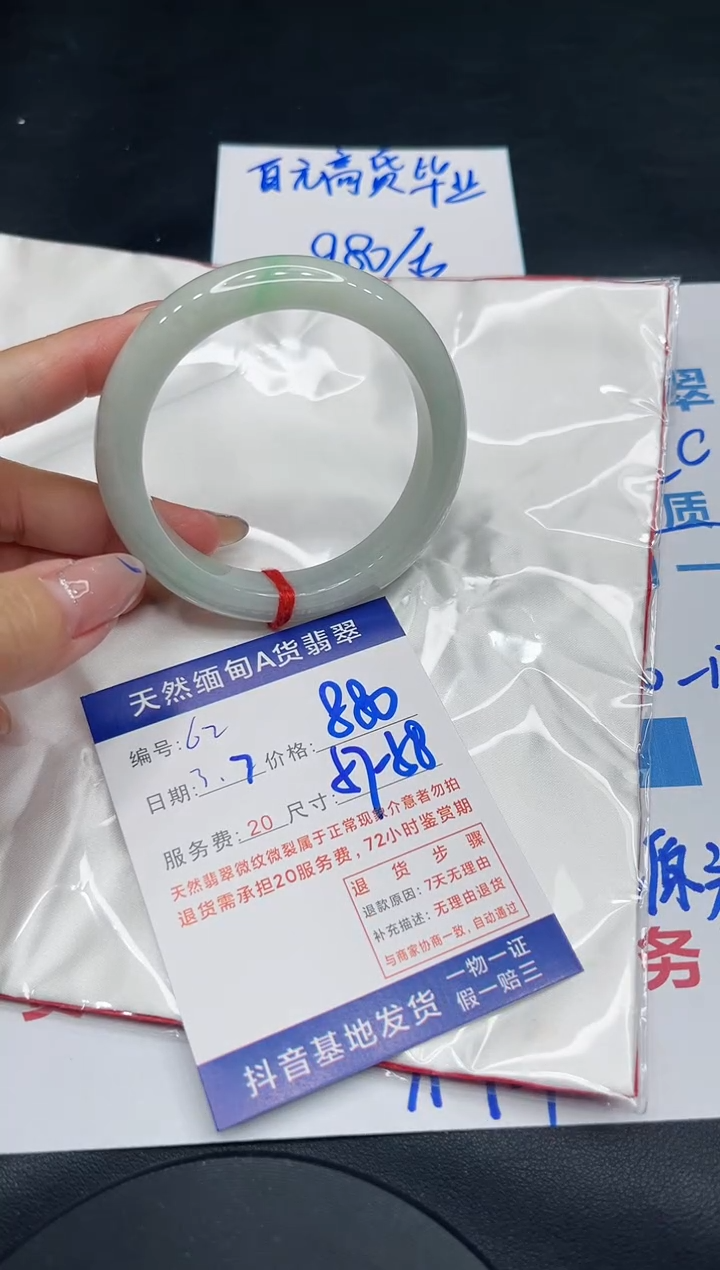 百元高货毕业
980/
翠
C
质
天然缅甸A货翡翠
编号:62
日期:3.7 价格:880
服务费:20 尺寸:57-58
天然翡翠微纹微裂属于正常现象介意者勿拍
退货需承担20服务费，72小时鉴赏期
退货步骤
退款原因：7天无理由
补充描述：无理由退货
与商家协商一致，自动通过
抖音基地发货
一物一证
假一赔三
源头
务